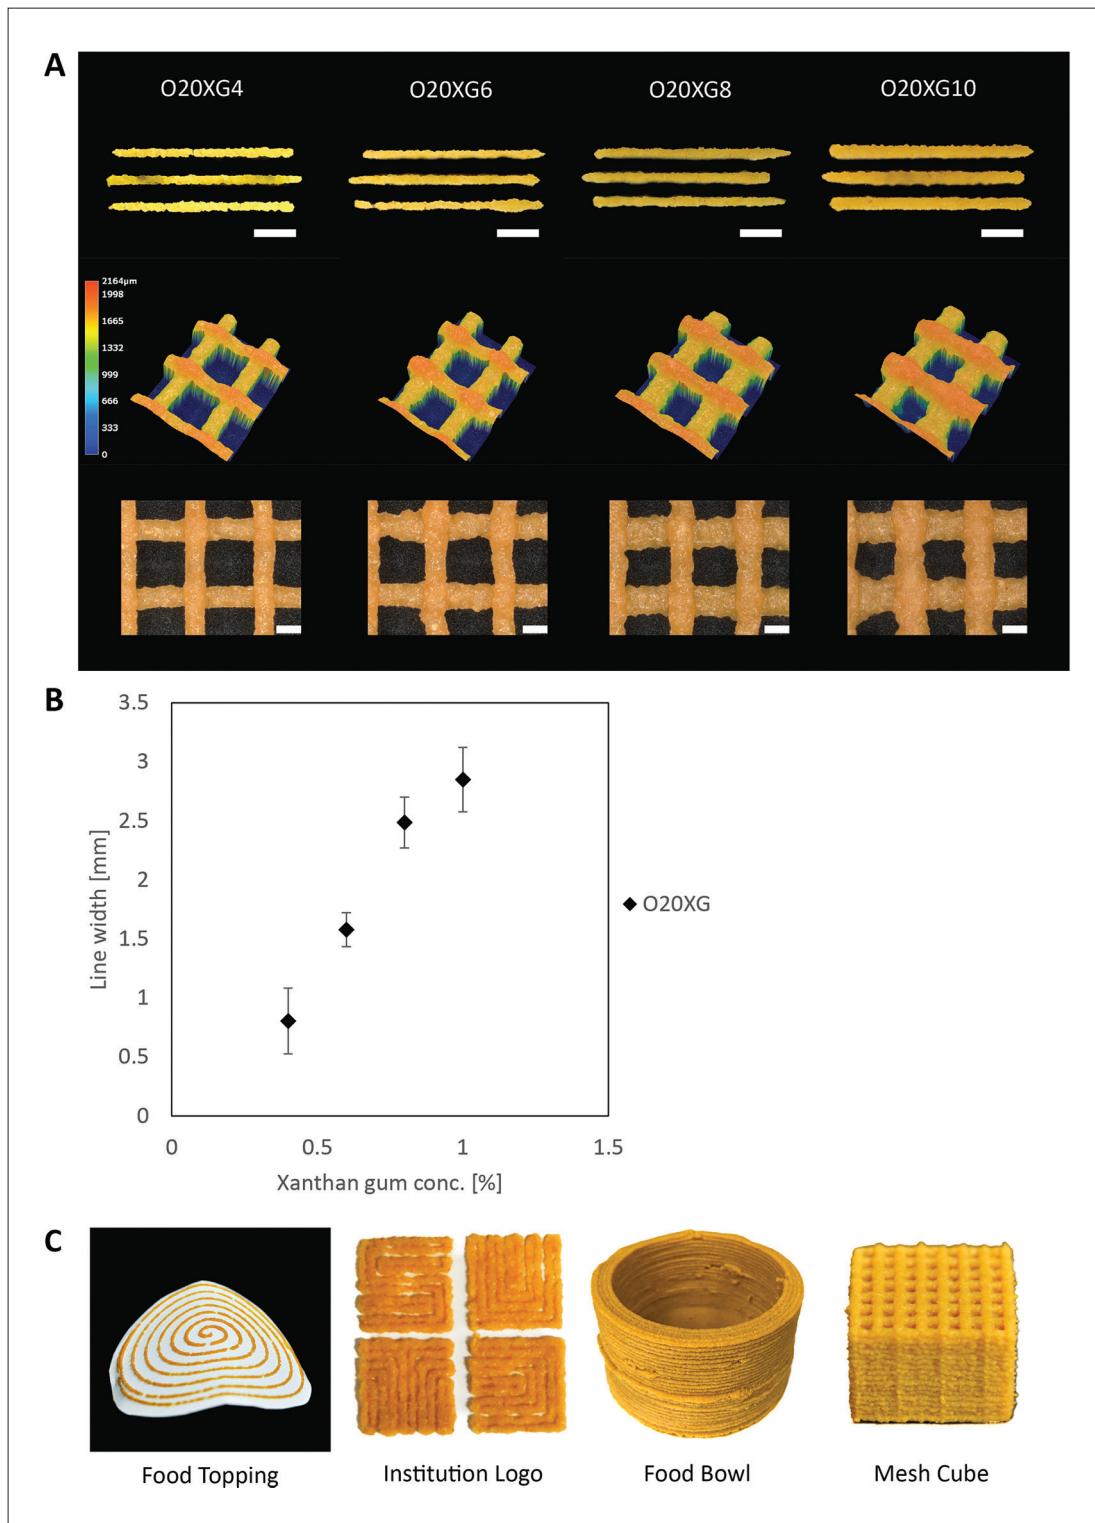 A
O20XG4 O20XG6 O20XG8 O20XG10
2164µm
1998
1665
1332
999
666
333
0
B
3.5
3
2.5
2
1.5
1
0.5
0
Line width [mm]
0 0.5 1 1.5
Xanthan gum conc. [%]
O20XG
C
Food Topping Institution Logo Food Bowl Mesh Cube